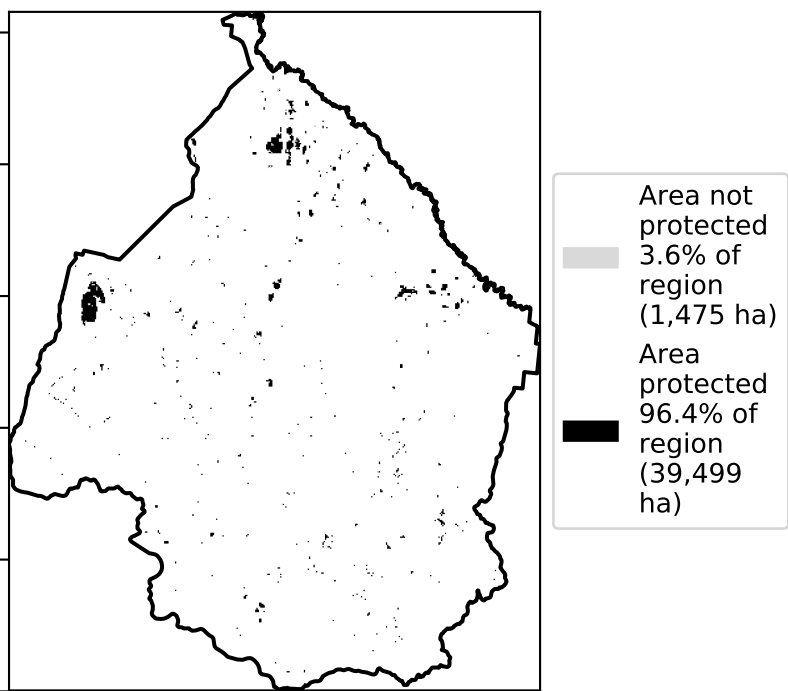 Area not
protected
3.6% of
region
(1,475 ha)
Area
protected
96.4% of
region
(39,499
ha)